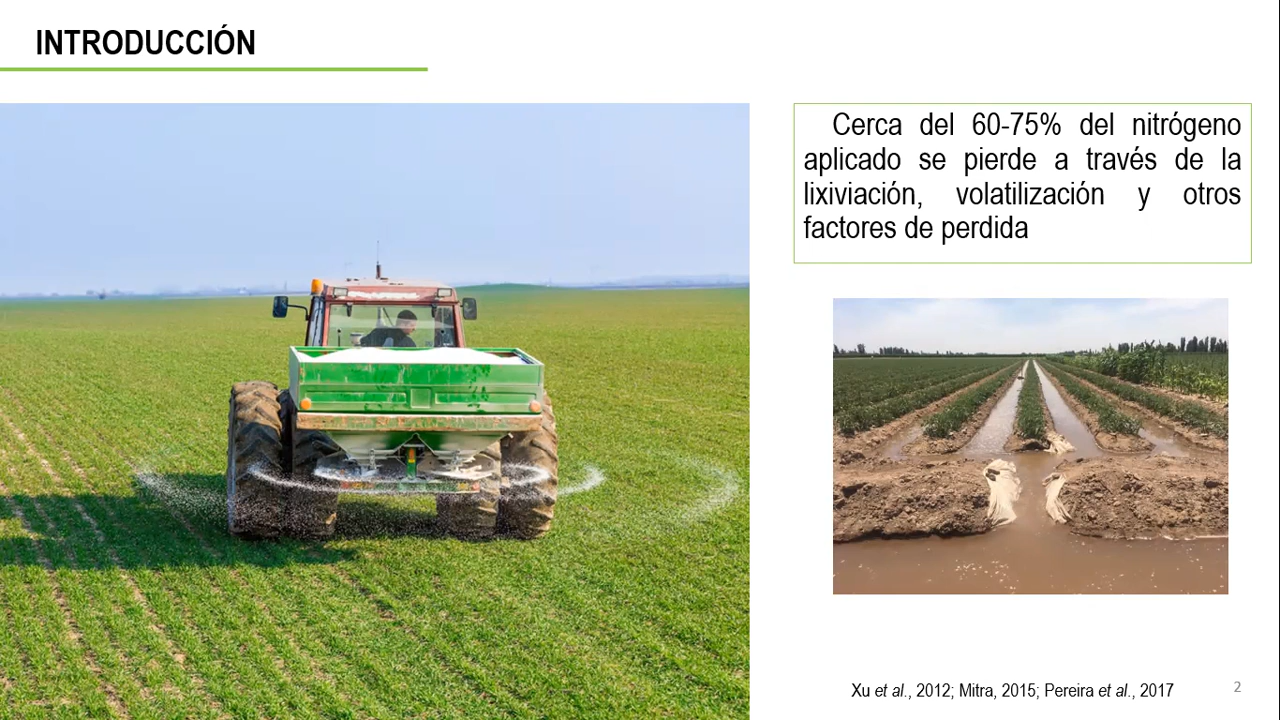 INTRODUCCIÓN
Cerca del 60-75% del nitrógeno
aplicado se pierde a través de la
lixiviación, volatilización y otros
factores de perdida
Xu et al., 2012; Mitra, 2015; Pereira et al., 2017
2